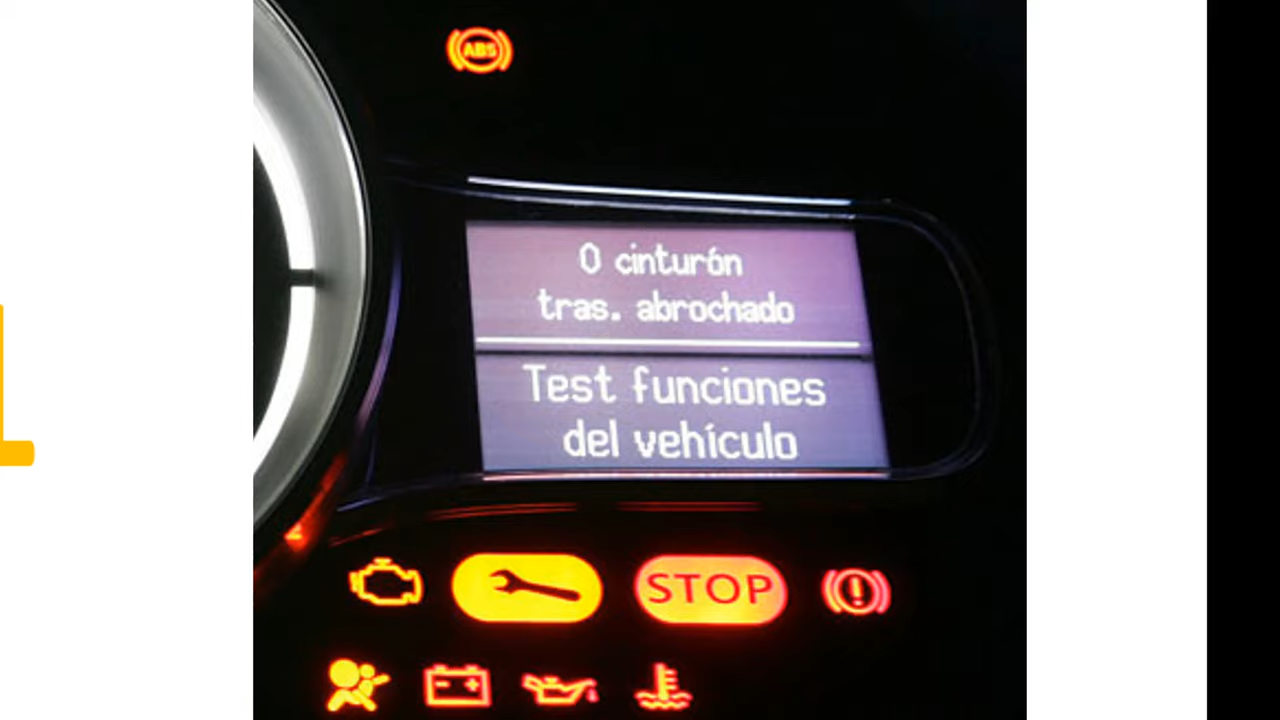 ABS
0 cinturón
tras. abrochado
Test funciones
del vehículo
STOP